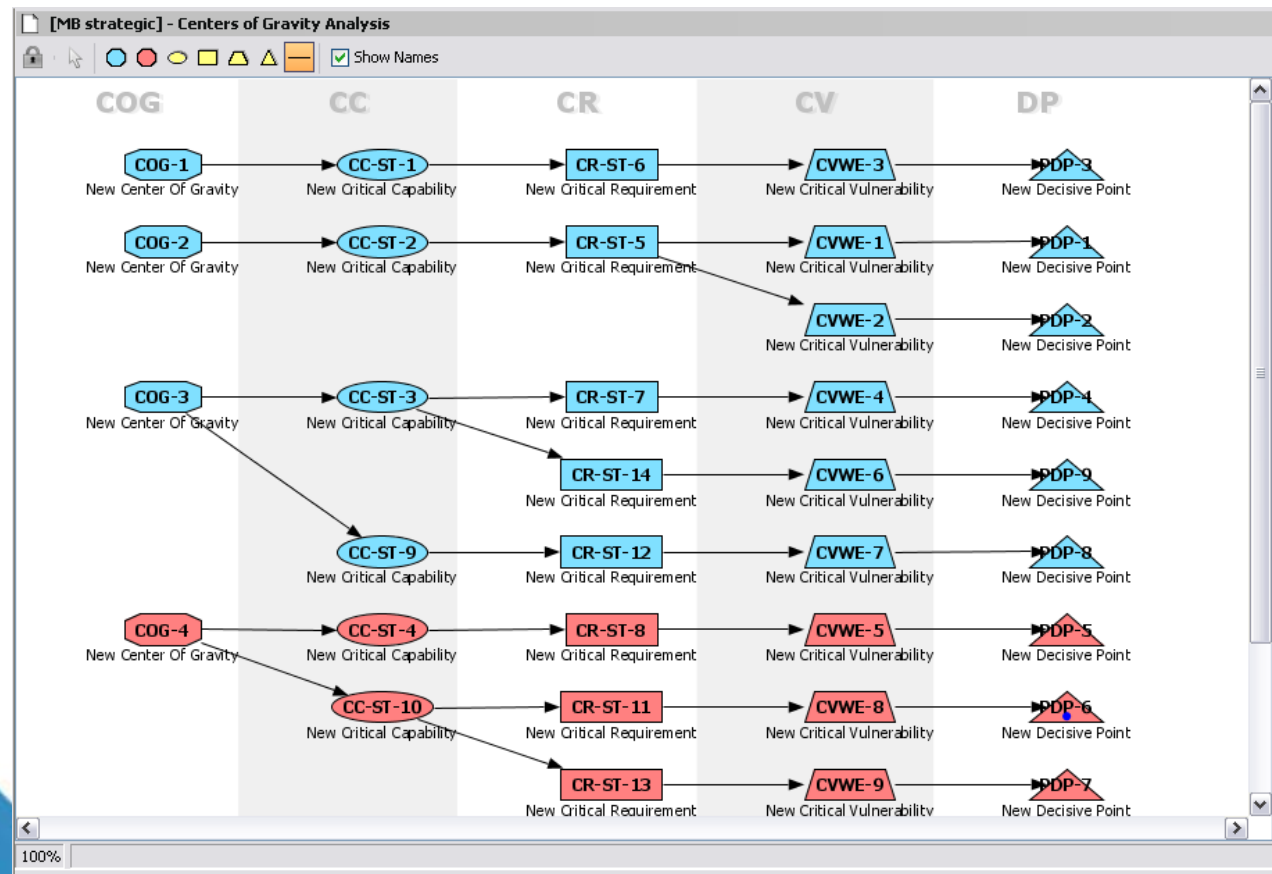 [MB strategic] - Centers of Gravity Analysis
Show Names
COG CC CR CV DP
COG-1 CC-ST-1 CR-ST-6 CVWE-3 PDP-3
New Center Of Gravity New Critical Capability New Critical Requirement New Critical Vulnerability New Decisive Point
COG-2 CC-ST-2 CR-ST-5 CVWE-1 PDP-1
New Center Of Gravity New Critical Capability New Critical Requirement New Critical Vulnerability New Decisive Point
CVWE-2 PDP-2
New Critical Vulnerability New Decisive Point
COG-3 CC-ST-3 CR-ST-7 CVWE-4 PDP-4
New Center Of Gravity New Critical Capability New Critical Requirement New Critical Vulnerability New Decisive Point
CR-ST-14 CVWE-6 PDP-9
New Critical Requirement New Critical Vulnerability New Decisive Point
CC-ST-9 CR-ST-12 CVWE-7 PDP-8
New Critical Capability New Critical Requirement New Critical Vulnerability New Decisive Point
COG-4 CC-ST-4 CR-ST-8 CVWE-5 PDP-5
New Center Of Gravity New Critical Capability New Critical Requirement New Critical Vulnerability New Decisive Point
CC-ST-10 CR-ST-11 CVWE-8 PDP-6
New Critical Capability New Critical Requirement New Critical Vulnerability New Decisive Point
CR-ST-13 CVWE-9 PDP-7
New Critical Requirement New Critical Vulnerability New Decisive Point
100%